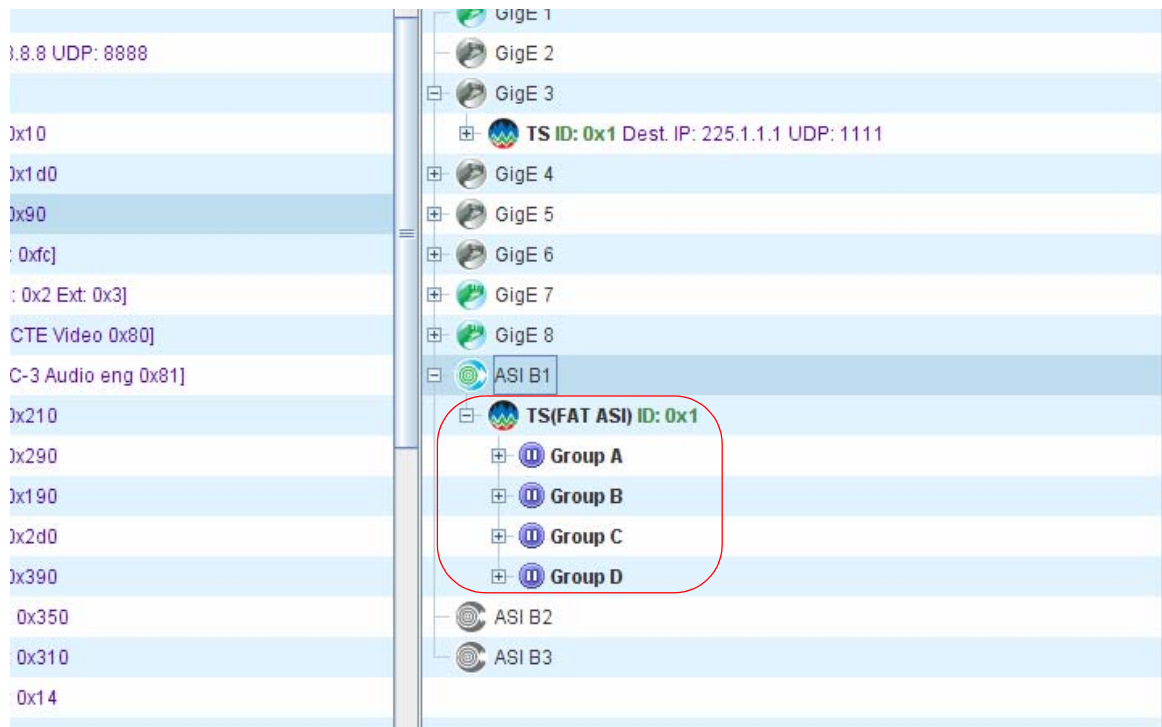 3.8.8 UDP: 8888
0x10
0x1d0
0x90
: 0xfc]
: 0x2 Ext: 0x3]
CTE Video 0x80]
C-3 Audio eng 0x81]
0x210
0x290
0x190
0x2d0
0x390
0x350
0x310
0x14
GigE 1
GigE 2
GigE 3
TS ID: 0x1 Dest. IP: 225.1.1.1 UDP: 1111
GigE 4
GigE 5
GigE 6
GigE 7
GigE 8
ASI B1
TS(FAT ASI) ID: 0x1
Group A
Group B
Group C
Group D
ASI B2
ASI B3